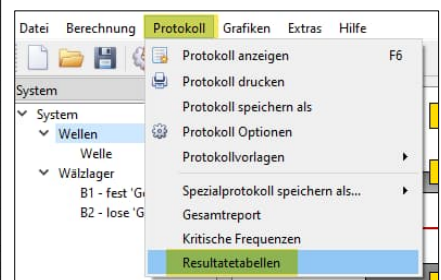 Datei Berechnung Protokoll Grafiken Extras Hilfe
System
System
Wellen
Welle
Wälzlager
B1 - fest
B2 - lose
Protokoll anzeigen F6
Protokoll drucken
Protokoll speichern als
Protokoll Optionen
Protokollvorlagen
Spezialprotokoll speichern als...
Gesamtreport
Kritische Frequenzen
Resultatetabellen